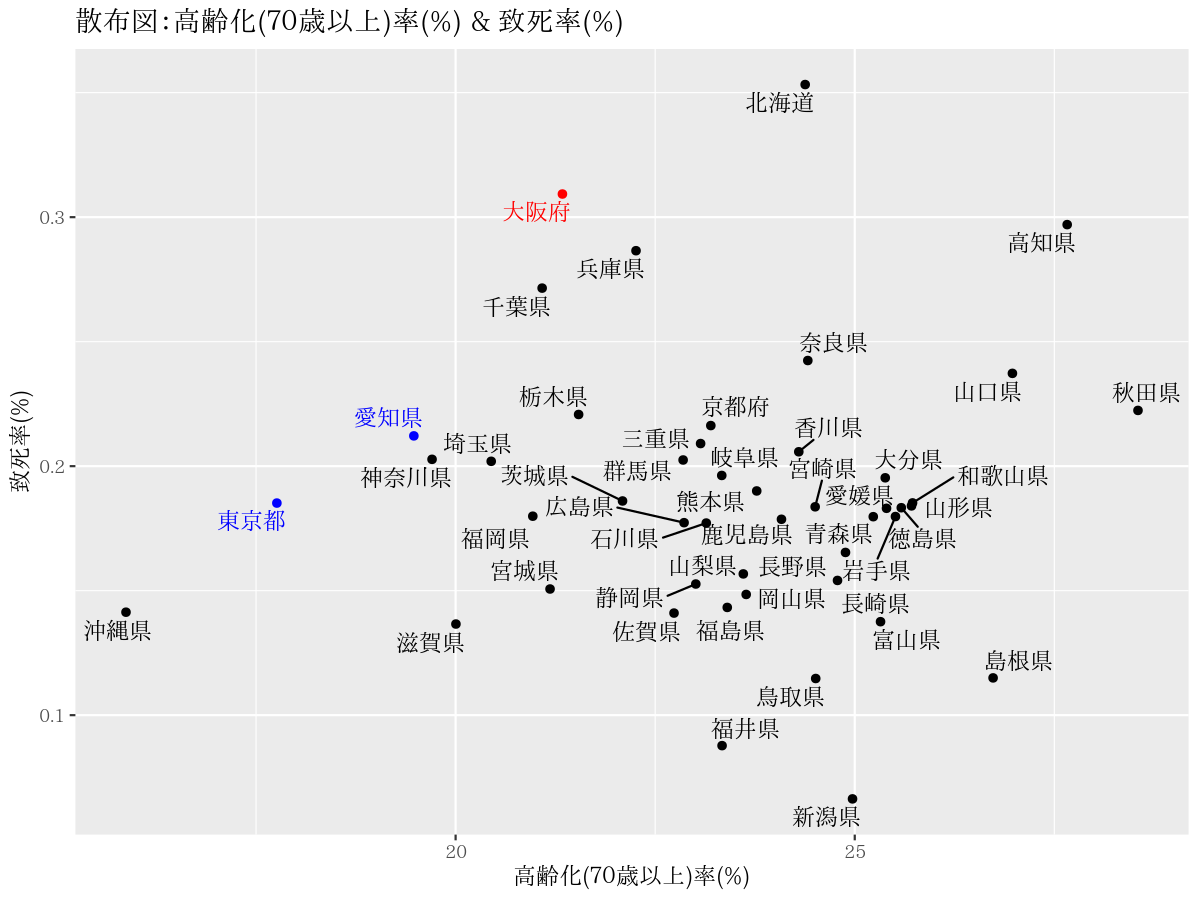 散布図:高齢化(70歳以上)率(%) & 致死率(%)
北海道
大阪府
0.3
高知県
兵庫県
千葉県
奈良県
山口県
秋田県
栃木県
京都府
愛知県
香川県
三重県
埼玉県
岐阜県
大分県
0.2
群馬県
宮崎県
神奈川県
茨城県
和歌山県
愛媛県
熊本県
広島県
山形県
東京都
鹿児島県
青森県
福岡県
石川県
徳島県
山梨県
長野県
宮城県
岩手県
静岡県
岡山県
長崎県
沖縄県
佐賀県
福島県
滋賀県
富山県
島根県
鳥取県
0.1
福井県
新潟県
20
25
高齢化(70歳以上)率(%)
致死率(%)